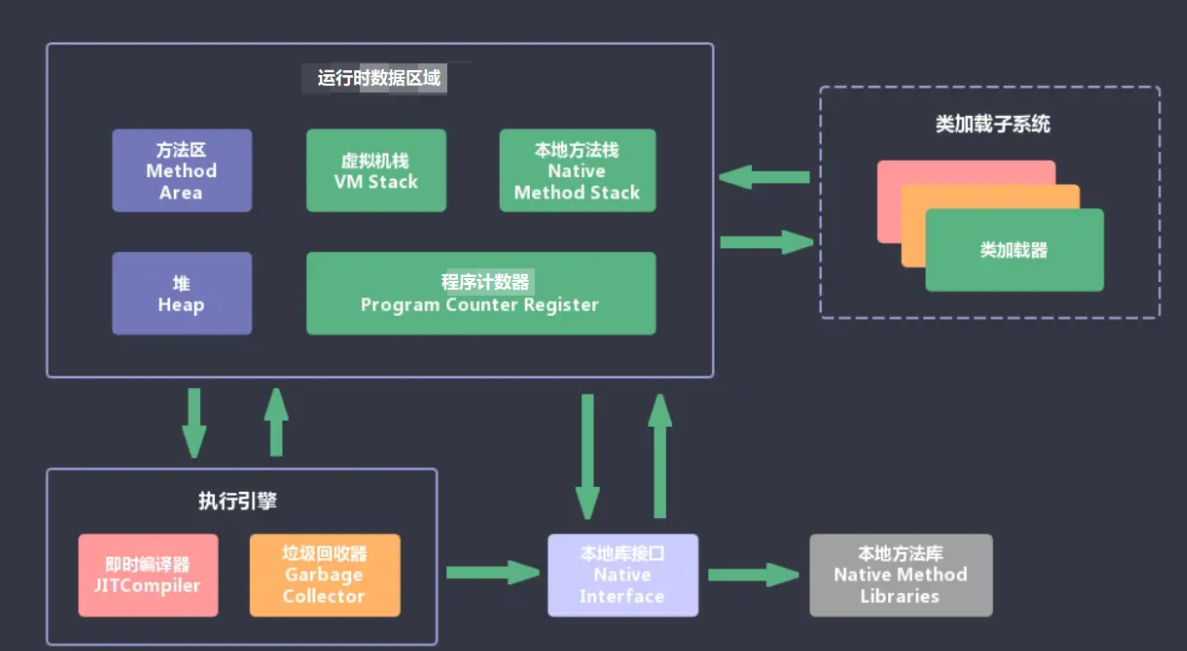 运行时数据区域
方法区
Method
Area
虚拟机栈
VM Stack
本地方法栈
Native
Method Stack
堆
Heap
程序计数器
Program Counter Register
类加载子系统
类加载器
执行引擎
即时编译器
JITCompiler
垃圾回收器
Garbage
Collector
本地库接口
Native
Interface
本地方法库
Native Method
Libraries